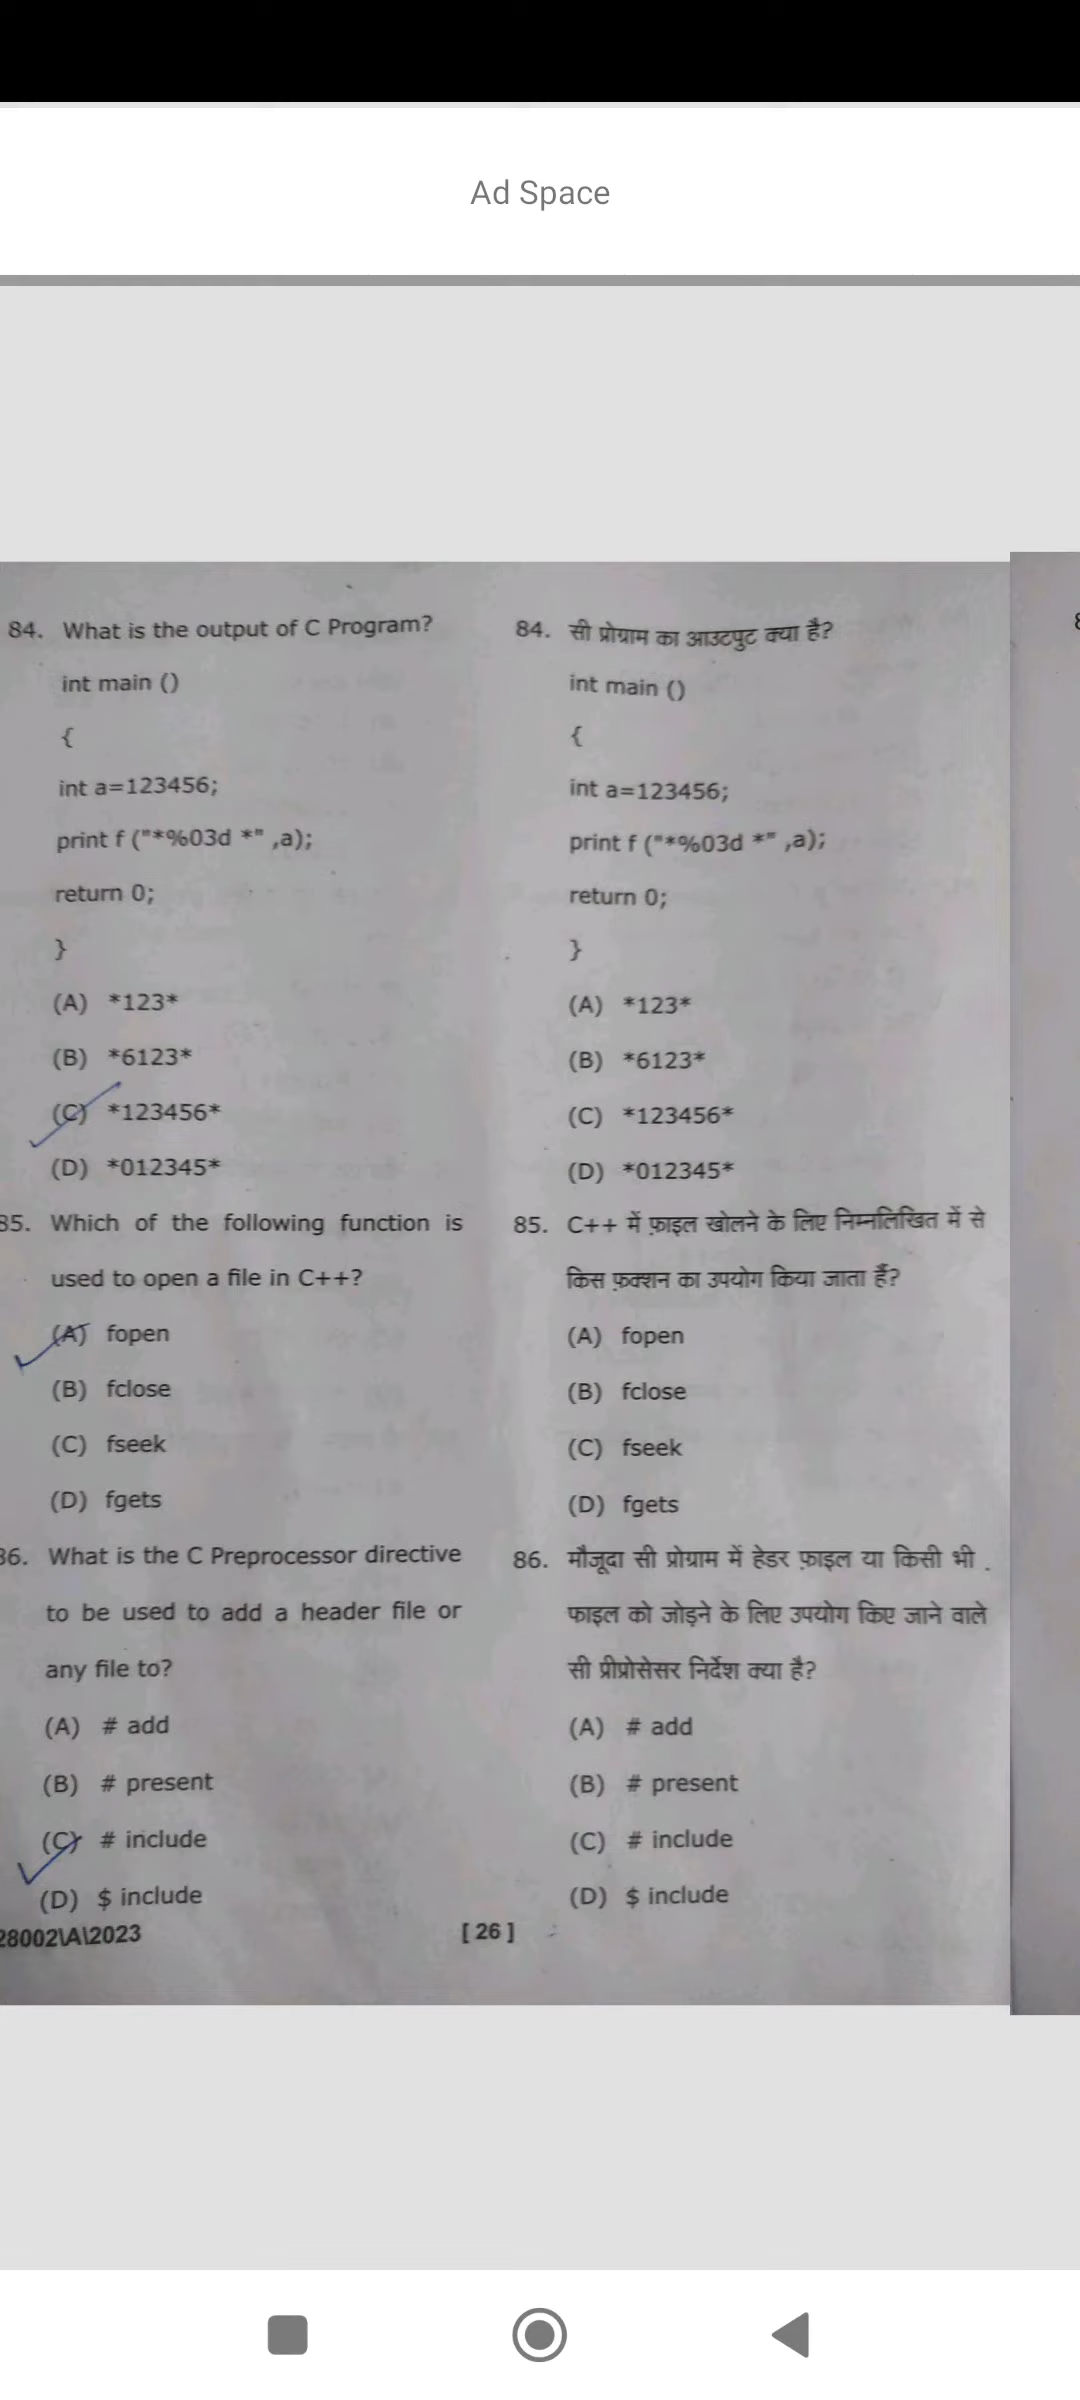 Ad Space
84. What is the output of C Program?
int main ()
{
int a=123456;
print f ("*%03d *" ,a);
return 0;
}
(A) *123*
(B) *6123*
(C) *123456*
(D) *012345*
85. Which of the following function is
used to open a file in C++?
(A) fopen
(B) fclose
(C) fseek
(D) fgets
86. What is the C Preprocessor directive
to be used to add a header file or
any file to?
(A) # add
(B) # present
(C) # include
(D) $ include
28002\A\2023
[ 26 ]
84. सी प्रोग्राम का आउटपुट क्या है?
int main ()
{
int a=123456;
print f ("*%03d *" ,a);
return 0;
}
(A) *123*
(B) *6123*
(C) *123456*
(D) *012345*
85. C++ में फ़ाइल खोलने के लिए निम्नलिखित में से
किस फ़क्शन का उपयोग किया जाता हैं?
(A) fopen
(B) fclose
(C) fseek
(D) fgets
86. मौजूदा सी प्रोग्राम में हेडर फ़ाइल या किसी भी
फाइल को जोड़ने के लिए उपयोग किए जाने वाले
सी प्रीप्रोसेसर निर्देश क्या है?
(A) # add
(B) # present
(C) # include
(D) $ include